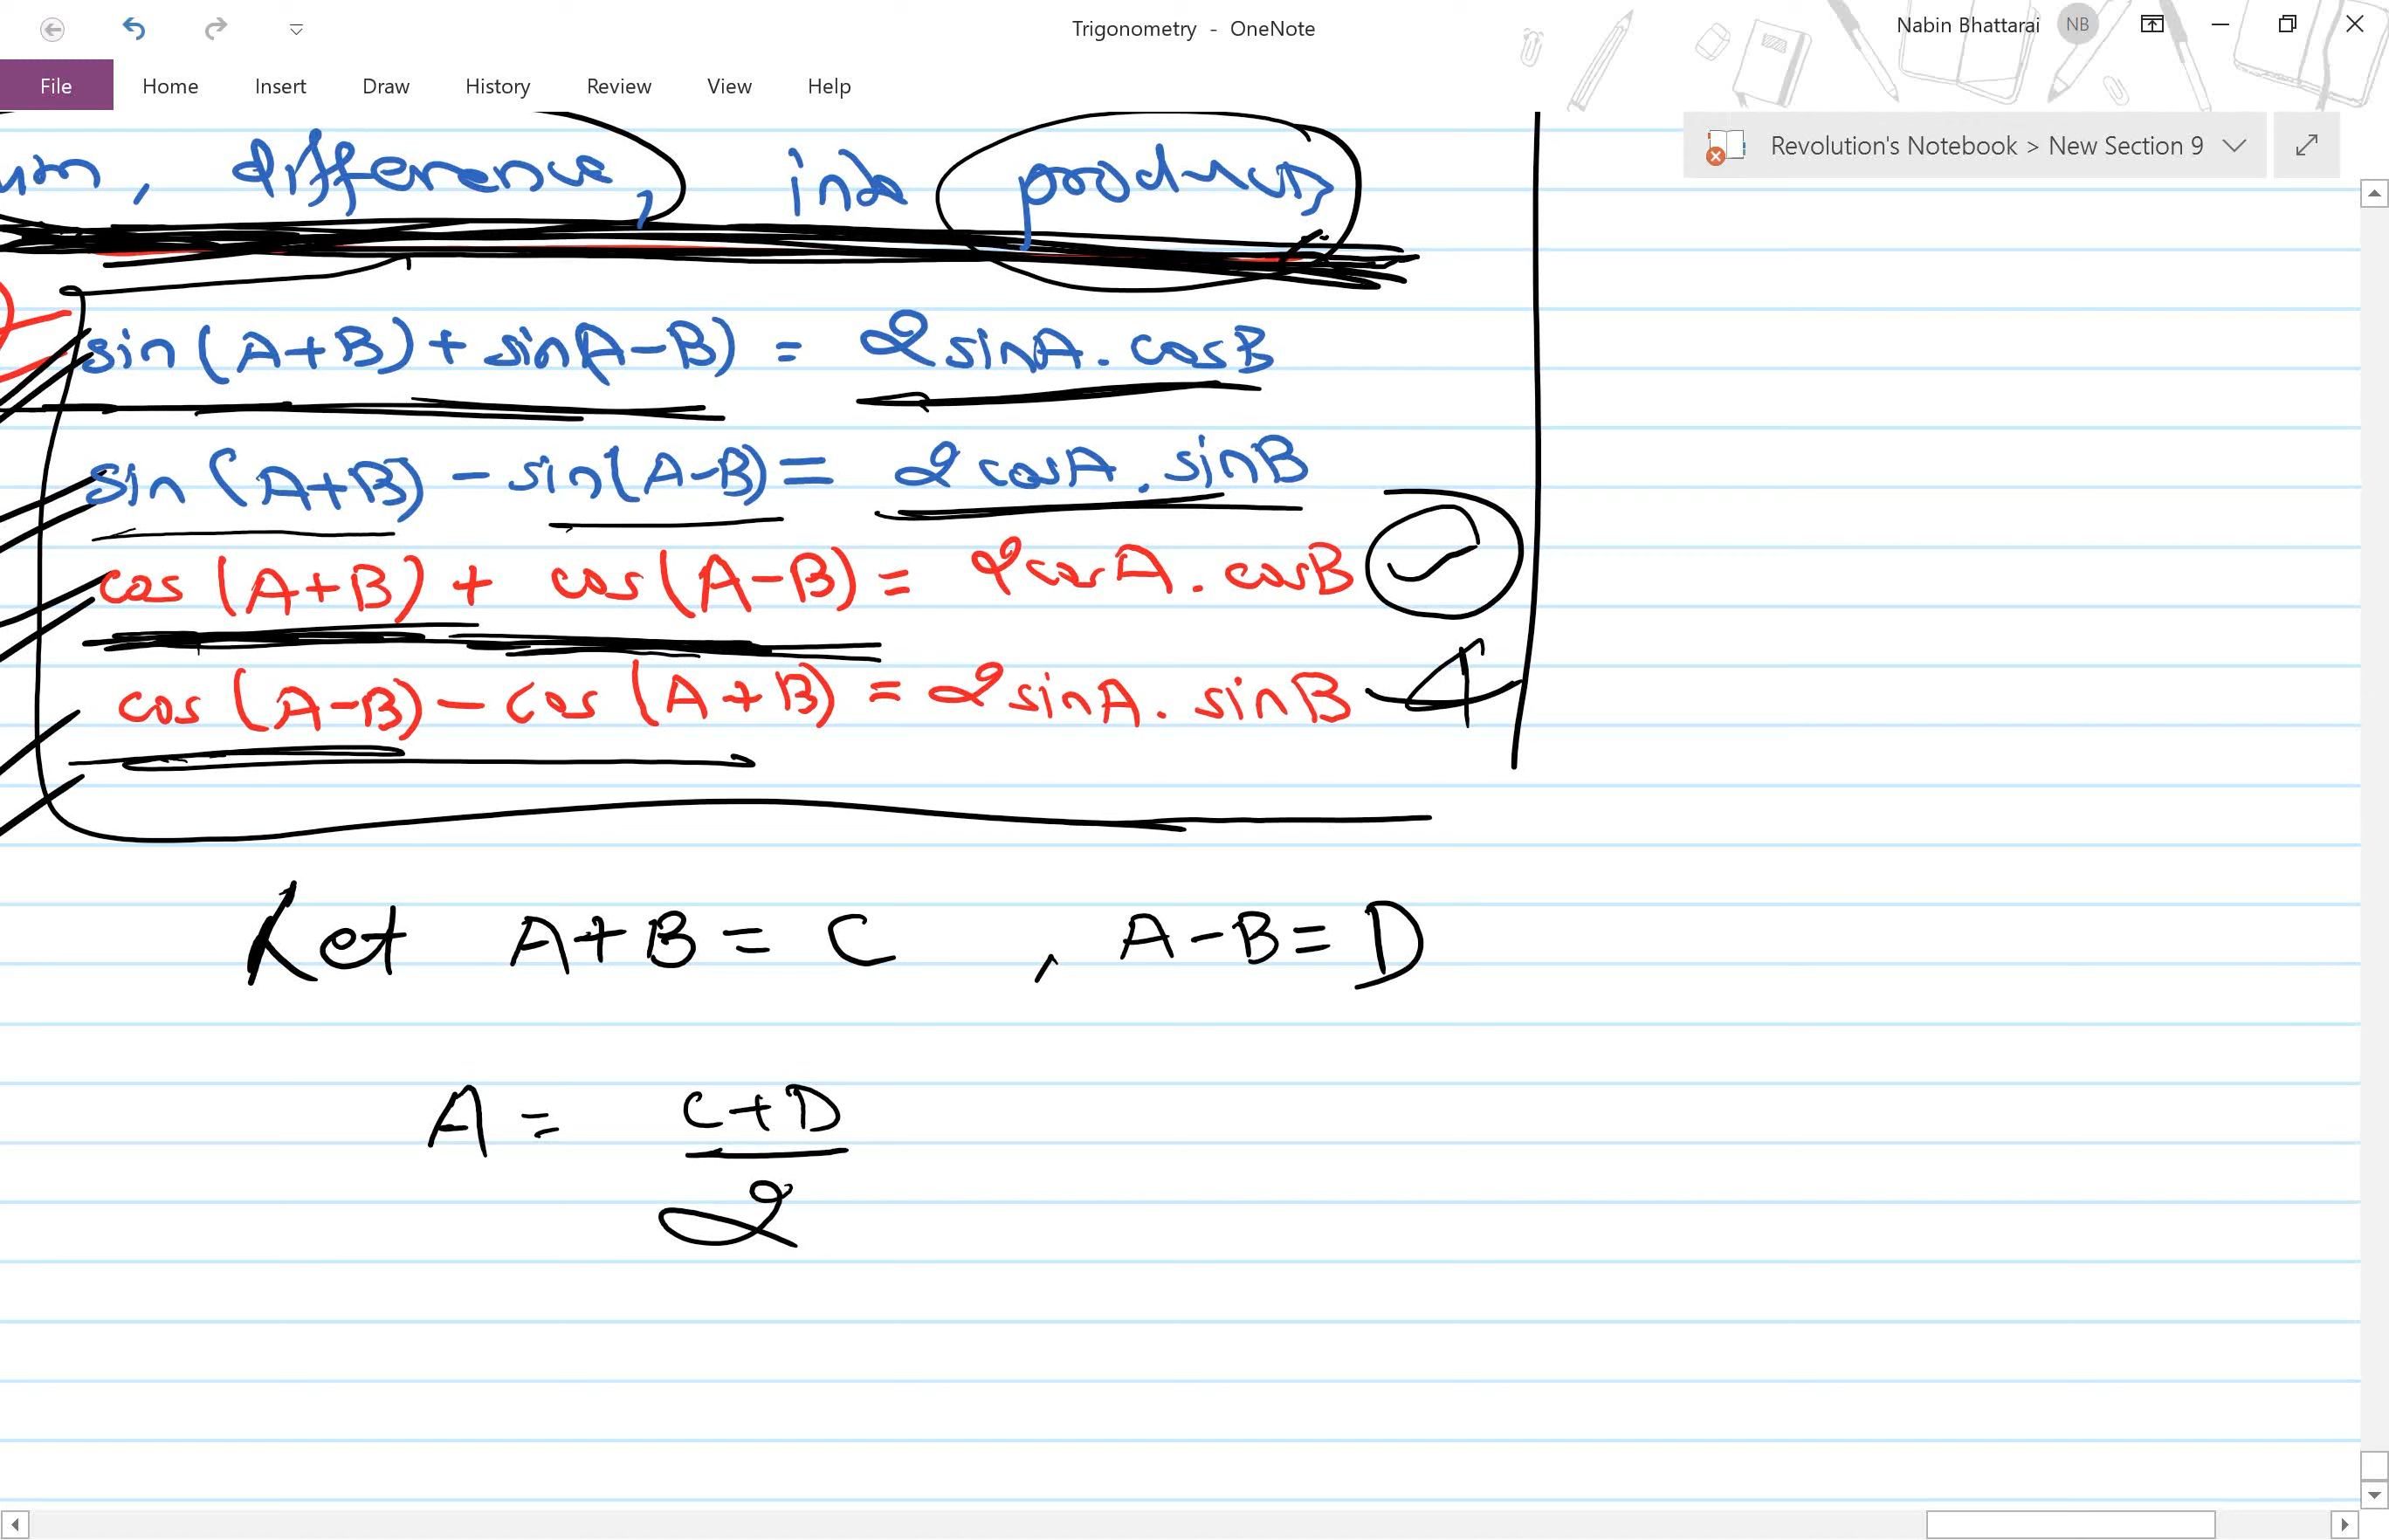 Trigonometry - OneNote
Nabin Bhattarai NB
File Home Insert Draw History Review View Help
Revolution's Notebook > New Section 9
, difference, into products
sin(A+B)+sin(A-B) = 2sinA.cosB
sin(A+B)-sin(A-B)= 2cosA.sinB
cos(A+B)+cos(A-B)= 2cosA.cosB
cos(A-B)-cos(A+B)=2sinA.sinB
Let A+B=C , A-B=D
A= C+D
2